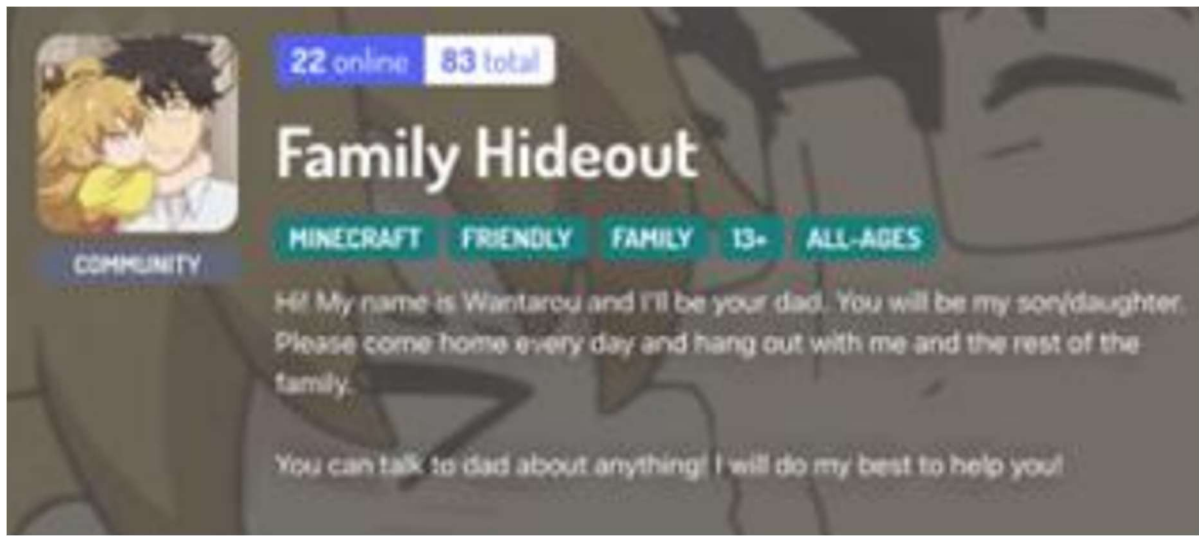 22 online 83 total
Family Hideout
MINECRAFT FRIENDLY FAMILY 13+ ALL-AGES
COMMUNITY
Hi! My name is Wantarou and I'll be your dad. You will be my son/daughter.
Please come home every day and hang out with me and the rest of the
family.
You can talk to dad about anything! I will do my best to help you!